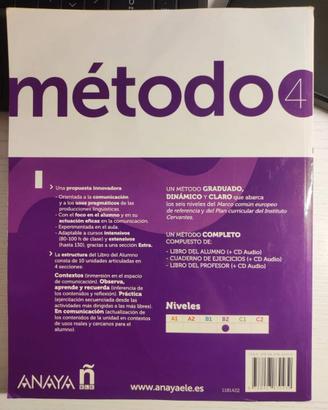 método 4
Una propuesta innovadora
- Orientada a la comunicación
y a los usos pragmáticos de las
producciones lingüísticas.
- Con el foco en el alumno y en su
actuación eficaz en la comunicación.
- Experimentada en el aula.
- Adaptable a cursos intensivos
(80-100 h de clase) y extensivos
(hasta 130), gracias a una sección Extra.
La estructura del Libro del Alumno
consta de 10 unidades articuladas en
4 secciones:
Contextos (inmersión en el espacio
de comunicación). Observa,
aprende y recuerda (inferencia de
los contenidos y reflexión). Práctica
(ejercitación secuenciada desde las
actividades más dirigidas a las más libres).
En comunicación (actualización de
los contenidos de la unidad en contextos
de usos reales y cercanos para el
alumno).
UN MÉTODO GRADUADO,
DINÁMICO Y CLARO que abarca
los seis niveles del Marco común europeo
de referencia y del Plan curricular del Instituto
Cervantes.
UN MÉTODO COMPLETO
COMPUESTO DE:
- LIBRO DEL ALUMNO (+ CD Audio)
- CUADERNO DE EJERCICIOS (+ CD Audio)
- LIBRO DEL PROFESOR (+ CD Audio)
Niveles
A1 A2 B1 B2 C1 C2
ANAYA ñ
ELE
www.anayaele.es
1181422